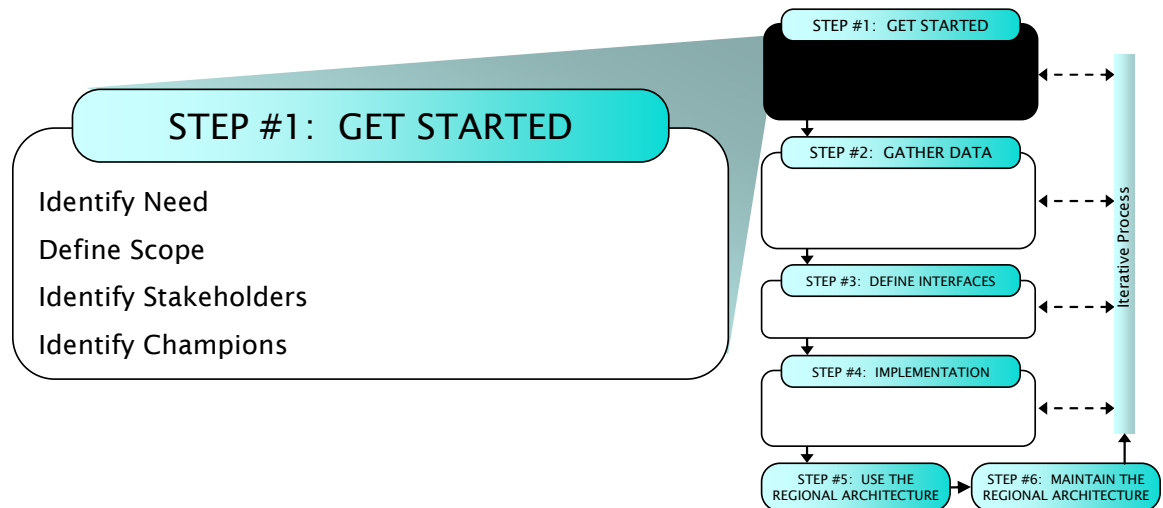 STEP #1: GET STARTED
Identify Need
Define Scope
Identify Stakeholders
Identify Champions
STEP #1: GET STARTED
STEP #2: GATHER DATA
STEP #3: DEFINE INTERFACES
STEP #4: IMPLEMENTATION
STEP #5: USE THE
REGIONAL ARCHITECTURE
STEP #6: MAINTAIN THE
REGIONAL ARCHITECTURE
Iterative Process